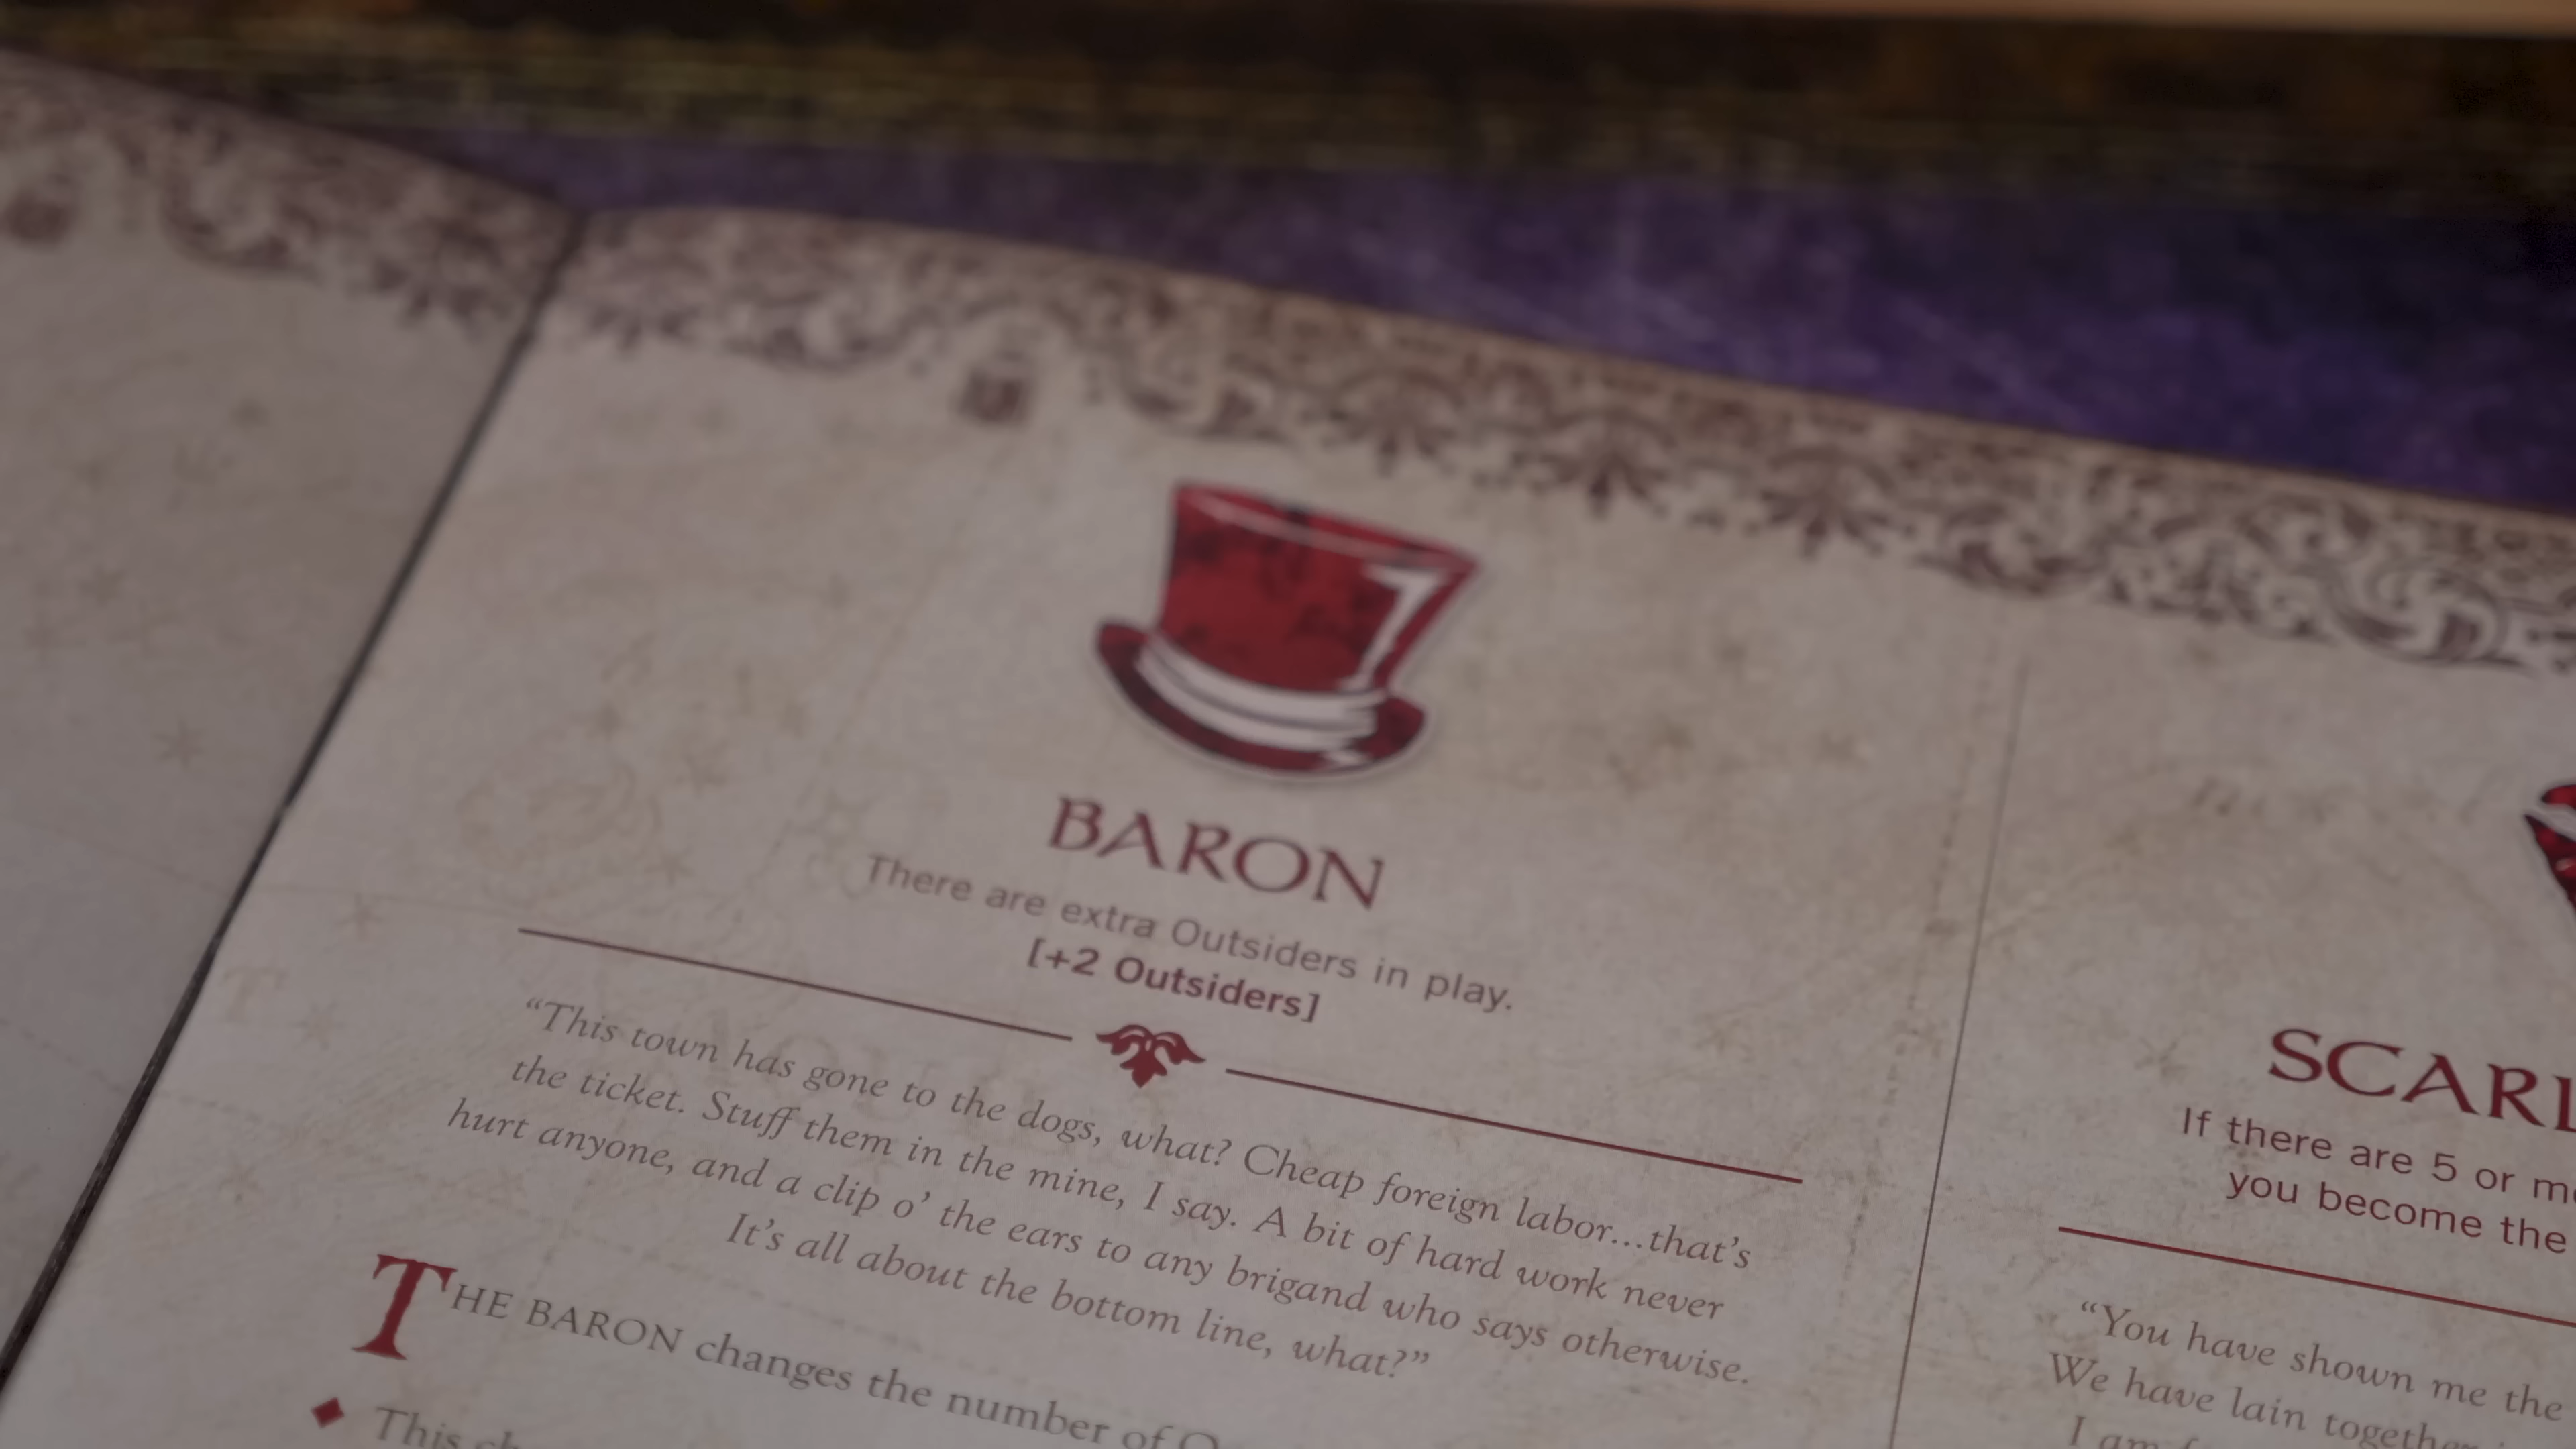 BARON
There are extra Outsiders in play.
[+2 Outsiders]
“This town has gone to the dogs, what? Cheap foreign labor...that’s
the ticket. Stuff them in the mine, I say. A bit of hard work never
hurt anyone, and a clip o’ the ears to any brigand who says otherwise.
It’s all about the bottom line, what?”
THE BARON changes the number of
This
SCARL
If there are 5 or
you become the
“You have shown me the
We have lain
I am